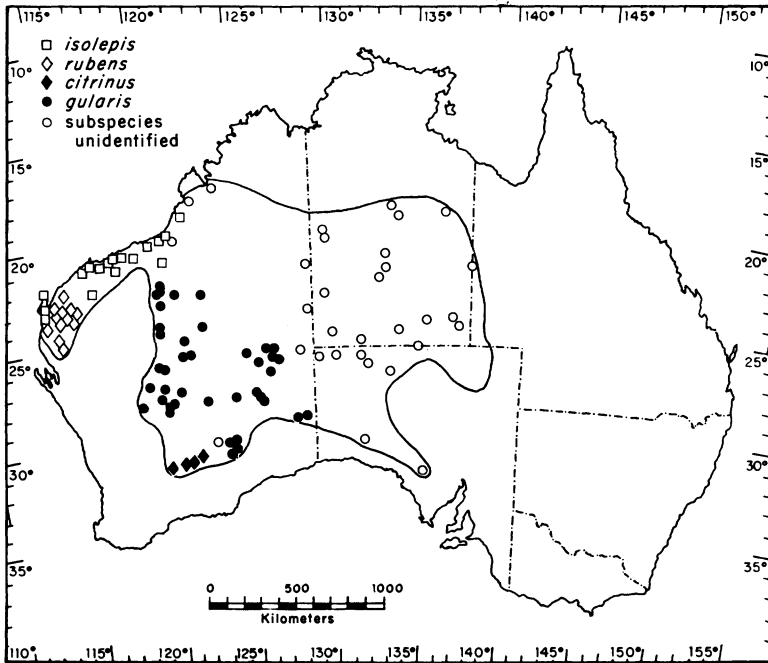 115° 120° 125° 130° 135° 140° 145° 150°
isolepis
rubens
citrinus
gularis
subspecies
unidentified
10° 10°
15° 15°
20° 20°
25° 25°
30° 30°
35° 35°
0 500 1000
Kilometers
110° 115° 120° 125° 130° 135° 140° 145° 150° 155°